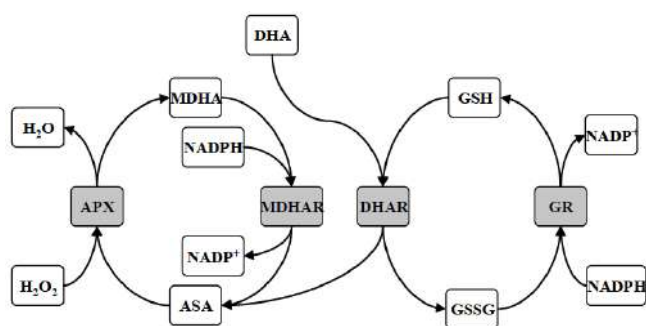 DHA
MDHA
GSH
H₂O
NADPH
NADP⁺
APX
MDHAR
DHAR
GR
NADP⁺
H₂O₂
ASA
GSSG
NADPH